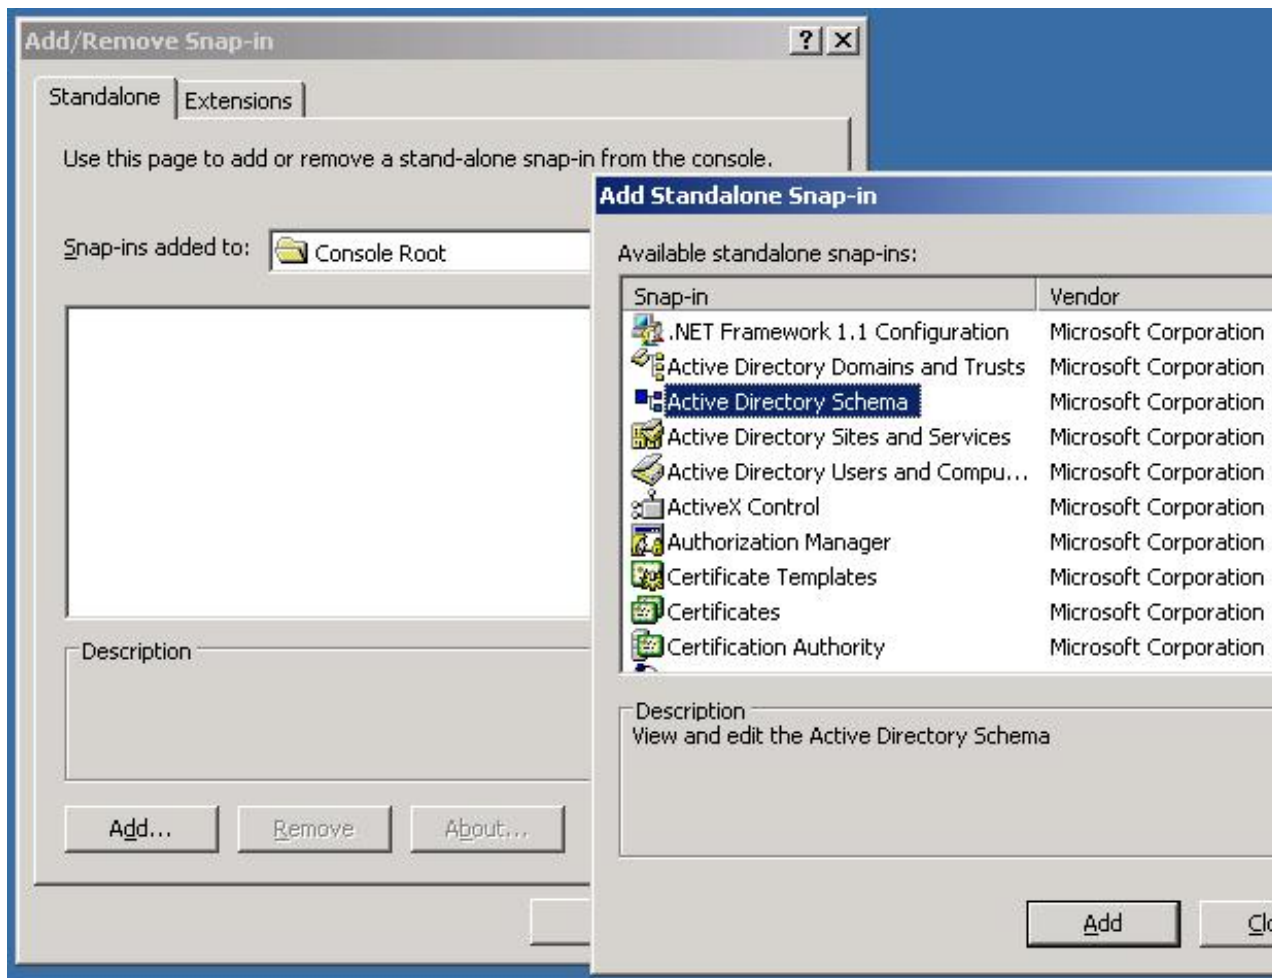 Add/Remove Snap-in
Standalone
Extensions
Use this page to add or remove a stand-alone snap-in from the console.
Snap-ins added to:
Console Root
Description
Add...
Remove
About...
Add Standalone Snap-in
Available standalone snap-ins:
Snap-in Vendor
.NET Framework 1.1 Configuration Microsoft Corporation
Active Directory Domains and Trusts Microsoft Corporation
Active Directory Schema Microsoft Corporation
Active Directory Sites and Services Microsoft Corporation
Active Directory Users and Compu... Microsoft Corporation
ActiveX Control Microsoft Corporation
Authorization Manager Microsoft Corporation
Certificate Templates Microsoft Corporation
Certificates Microsoft Corporation
Certification Authority Microsoft Corporation
Description
View and edit the Active Directory Schema
Add